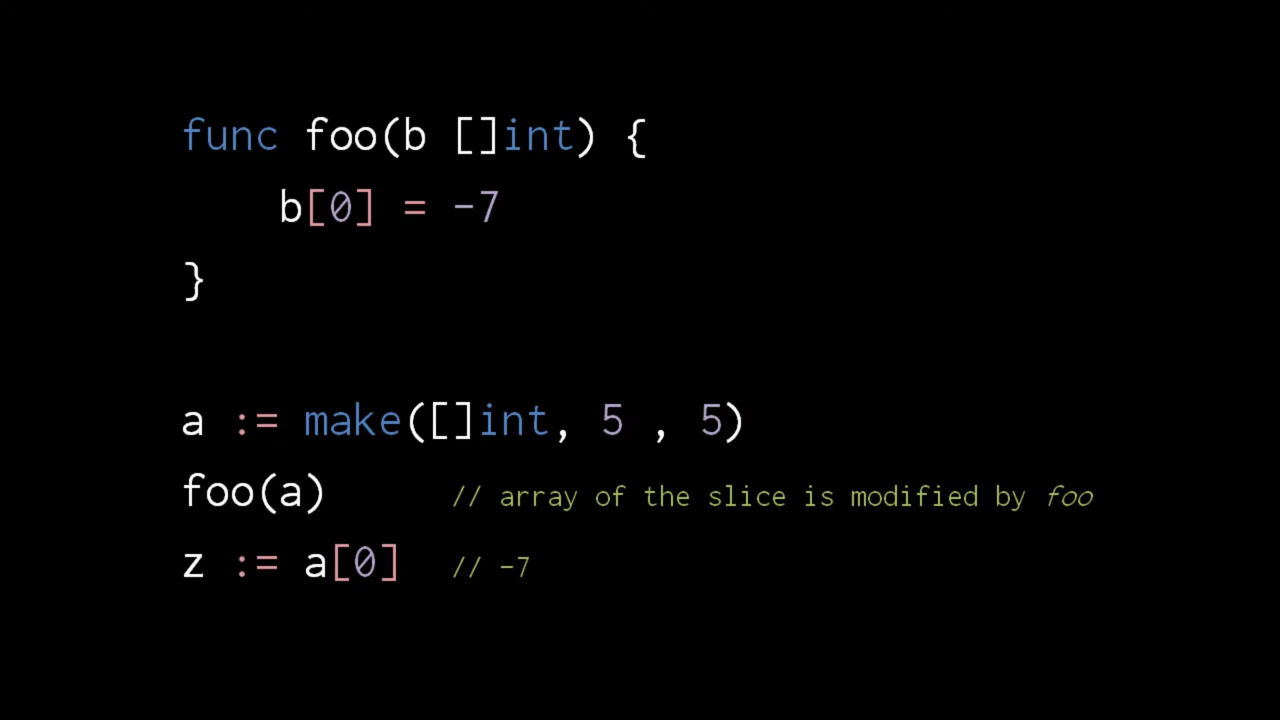 func foo(b []int) {
    b[0] = -7
}
a := make([]int, 5 , 5)
foo(a)     // array of the slice is modified by foo
z := a[0]  // -7